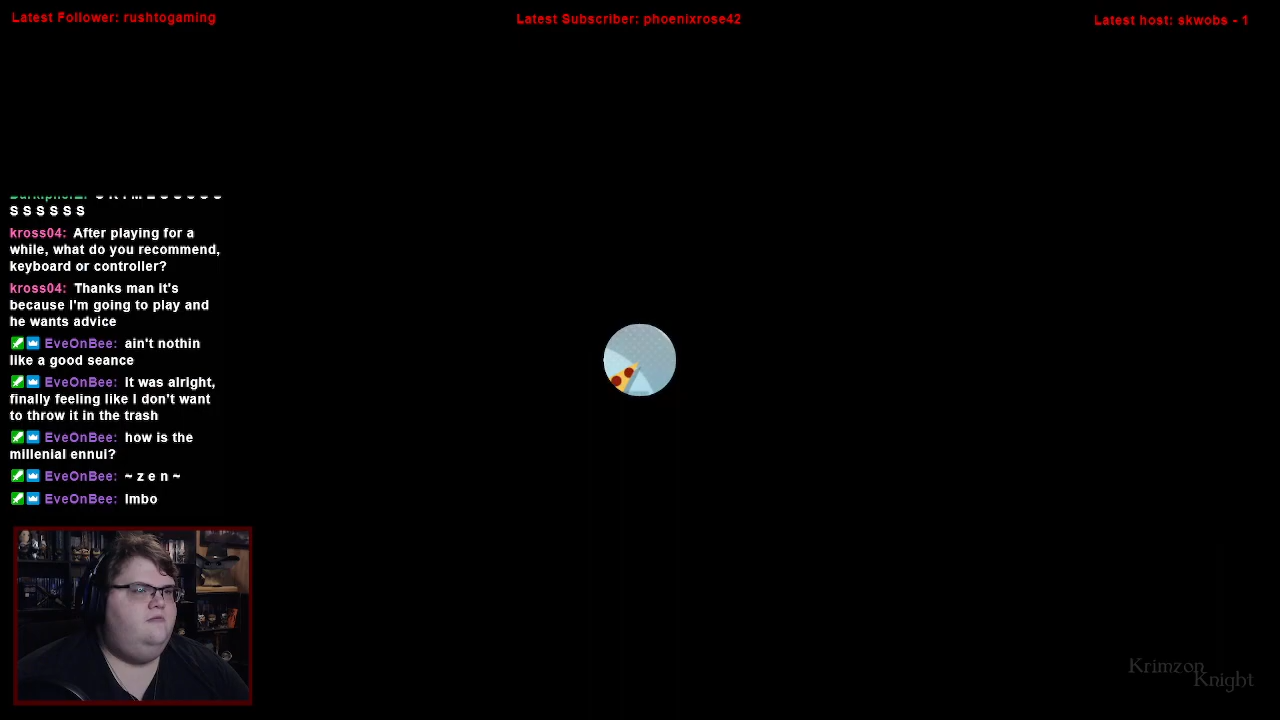 Latest Follower: rushtogaming
Latest Subscriber: phoenixrose42
Latest host: skwobs - 1
S S S S S S
kross04: After playing for a
while, what do you recommend,
keyboard or controller?
kross04: Thanks man it's
because I'm going to play and
he wants advice
EveOnBee: ain't nothin
like a good seance
EveOnBee: It was alright,
finally feeling like I don't want
to throw it in the trash
EveOnBee: how is the
millenial ennui?
EveOnBee: ~ z e n ~
EveOnBee: lmbo
Krimzon
Knight